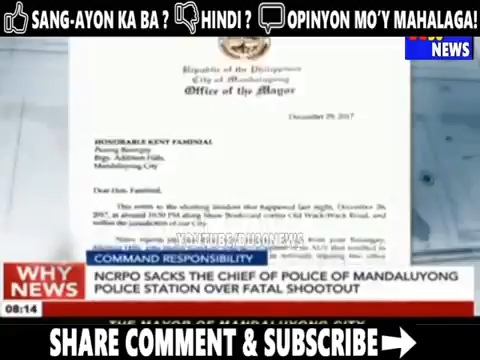 SANG-AYON KA BA? HINDI? OPINYON MO'Y MAHALAGA!
NEWS
Republic of the Philippines
City of Mandaluyong
Office of the Mayor
December 29, 2017
HONORABLE KENT FAMINIAL
Punong Barangay
Brgy. Addition Hills,
Mandaluyong City
Dear Hon. Faminial,
This refers to the shooting incident that happened last night, December 28,
2017, at around 10:30 PM along Shaw Boulevard corner Old Wack-Wack Road, and
within the jurisdiction of our City.
YOUTUBE/DU30NEWS
COMMAND RESPONSIBILITY
WHY
NEWS
NCRPO SACKS THE CHIEF OF POLICE OF MANDALUYONG
POLICE STATION OVER FATAL SHOOTOUT
08:14
THE MAYOR OF MANDALUYONG CITY
SHARE COMMENT & SUBSCRIBE